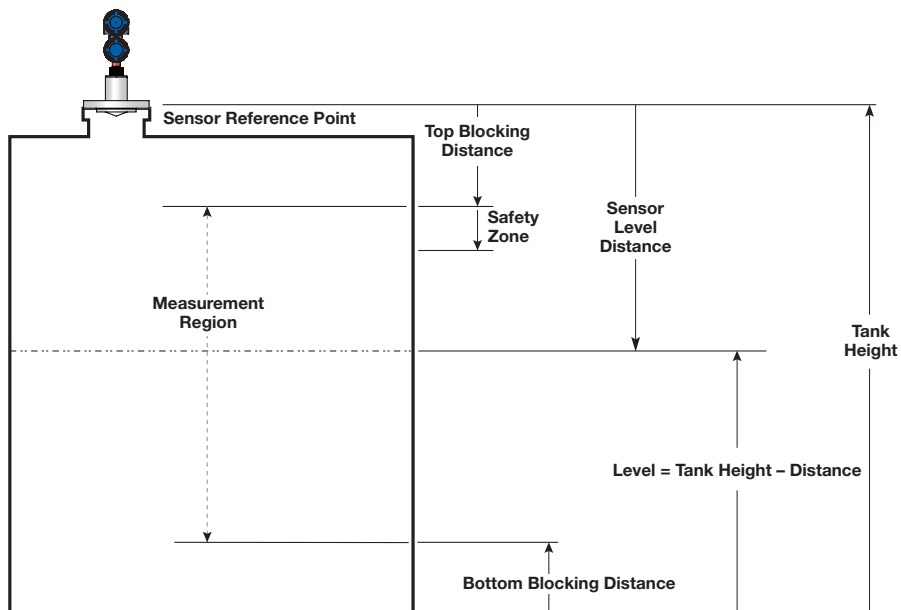 Sensor Reference Point
Top Blocking
Distance
Safety
Zone
Sensor
Level
Distance
Measurement
Region
Tank
Height
Level = Tank Height – Distance
Bottom Blocking Distance